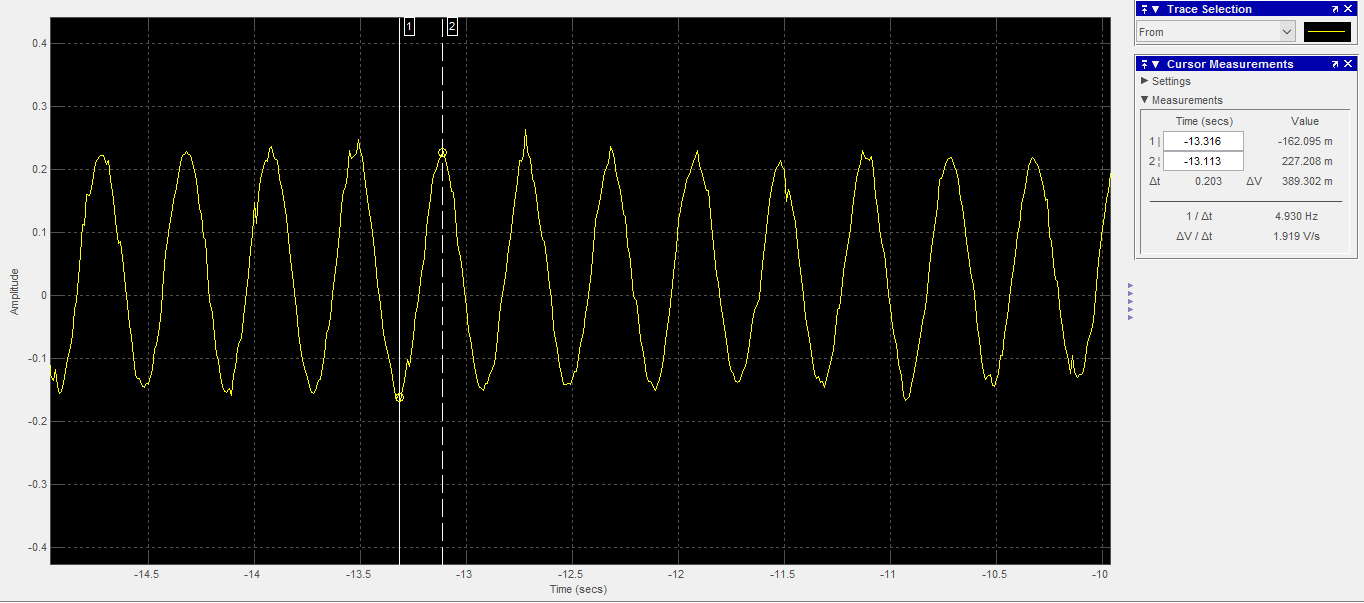 Trace Selection
From
Cursor Measurements
Settings
Measurements
Time (secs) Value
1 | -13.316 -162.095 m
2 ¦ -13.113 227.208 m
Δt 0.203 ΔV 389.302 m
1 / Δt 4.930 Hz
ΔV / Δt 1.919 V/s
1 2
0.4
0.3
0.2
0.1
0
-0.1
-0.2
-0.3
-0.4
Amplitude
-14.5 -14 -13.5 -13 -12.5 -12 -11.5 -11 -10.5 -10
Time (secs)